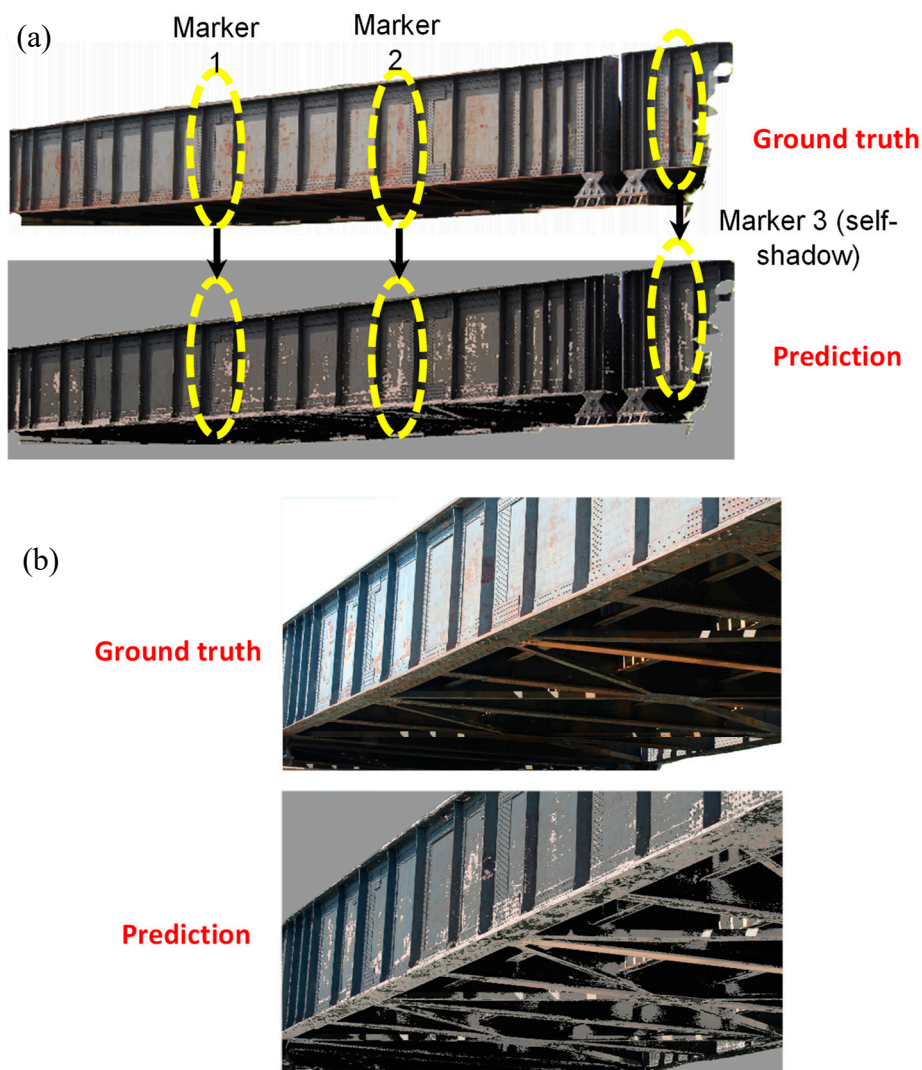 (a)
Marker
1
Marker
2
Ground truth
Marker 3 (self-
shadow)
Prediction
(b)
Ground truth
Prediction